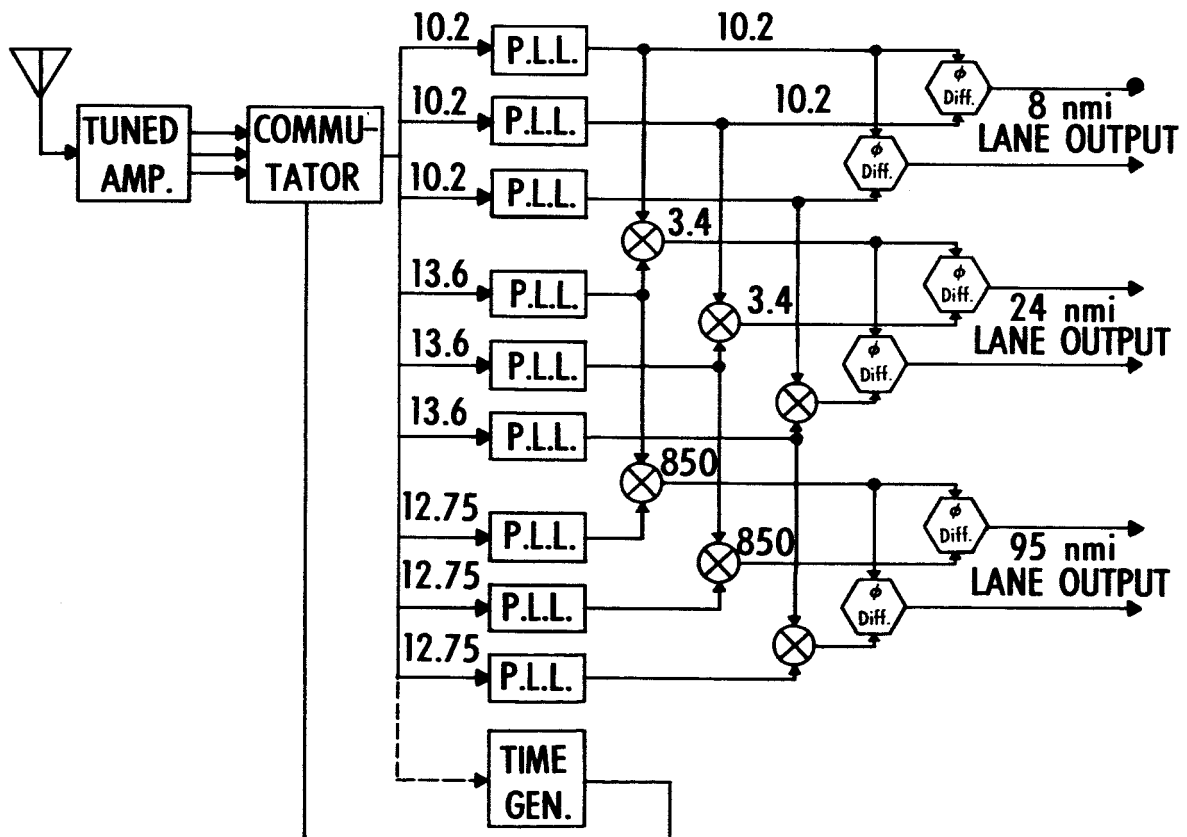 10.2
P.L.L.
10.2
ϕ
Diff.
8 nmi
LANE OUTPUT
TUNED
AMP.
COMMU-
TATOR
10.2
P.L.L.
10.2
ϕ
Diff.
10.2
P.L.L.
3.4
ϕ
Diff.
24 nmi
LANE OUTPUT
13.6
P.L.L.
3.4
13.6
P.L.L.
ϕ
Diff.
13.6
P.L.L.
850
ϕ
Diff.
95 nmi
LANE OUTPUT
12.75
P.L.L.
850
12.75
P.L.L.
ϕ
Diff.
12.75
P.L.L.
TIME
GEN.